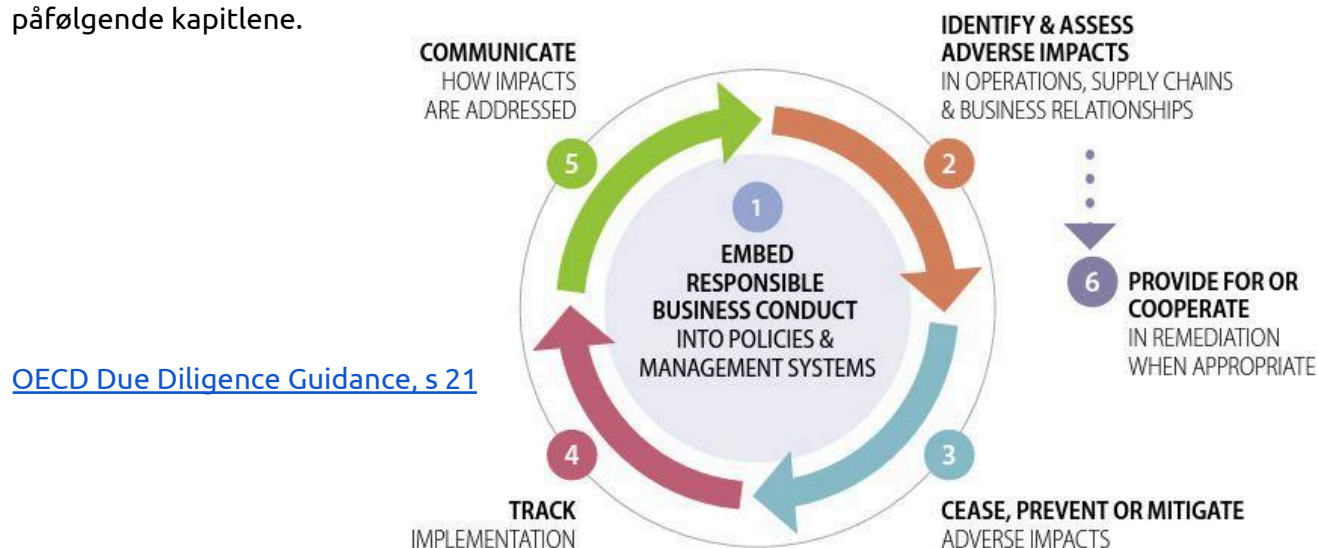 påfølgende kapitlene.
COMMUNICATE
HOW IMPACTS
ARE ADDRESSED
5
IDENTIFY & ASSESS
ADVERSE IMPACTS
IN OPERATIONS, SUPPLY CHAINS
& BUSINESS RELATIONSHIPS
2
1
EMBED
RESPONSIBLE
BUSINESS CONDUCT
INTO POLICIES &
MANAGEMENT SYSTEMS
6
PROVIDE FOR OR
COOPERATE
IN REMEDIATION
WHEN APPROPRIATE
OECD Due Diligence Guidance, s 21
4
TRACK
IMPLEMENTATION
3
CEASE, PREVENT OR MITIGATE
ADVERSE IMPACTS